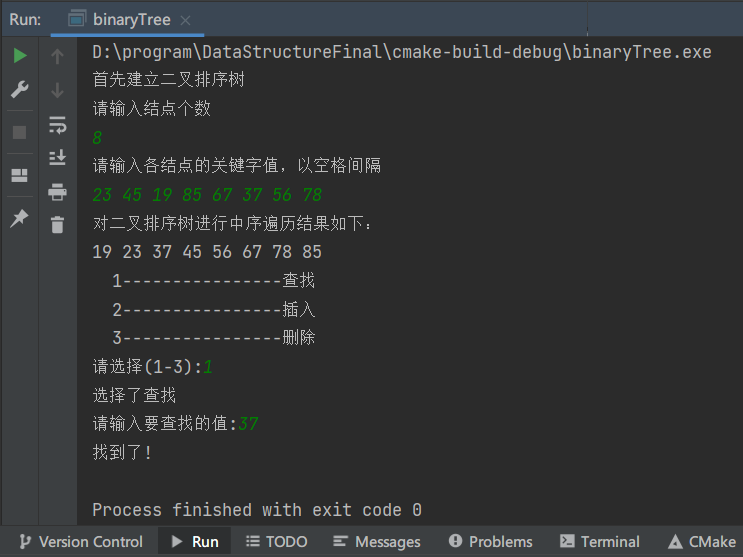 Run: binaryTree
D:\program\DataStructureFinal\cmake-build-debug\binaryTree.exe
首先建立二叉排序树
请输入结点个数
8
请输入各结点的关键字值，以空格间隔
23 45 19 85 67 37 56 78
对二叉排序树进行中序遍历结果如下：
19 23 37 45 56 67 78 85
1----------------查找
2----------------插入
3----------------删除
请选择(1-3):1
选择了查找
请输入要查找的值:37
找到了!
Process finished with exit code 0
Version Control Run TODO Messages Problems Terminal CMake